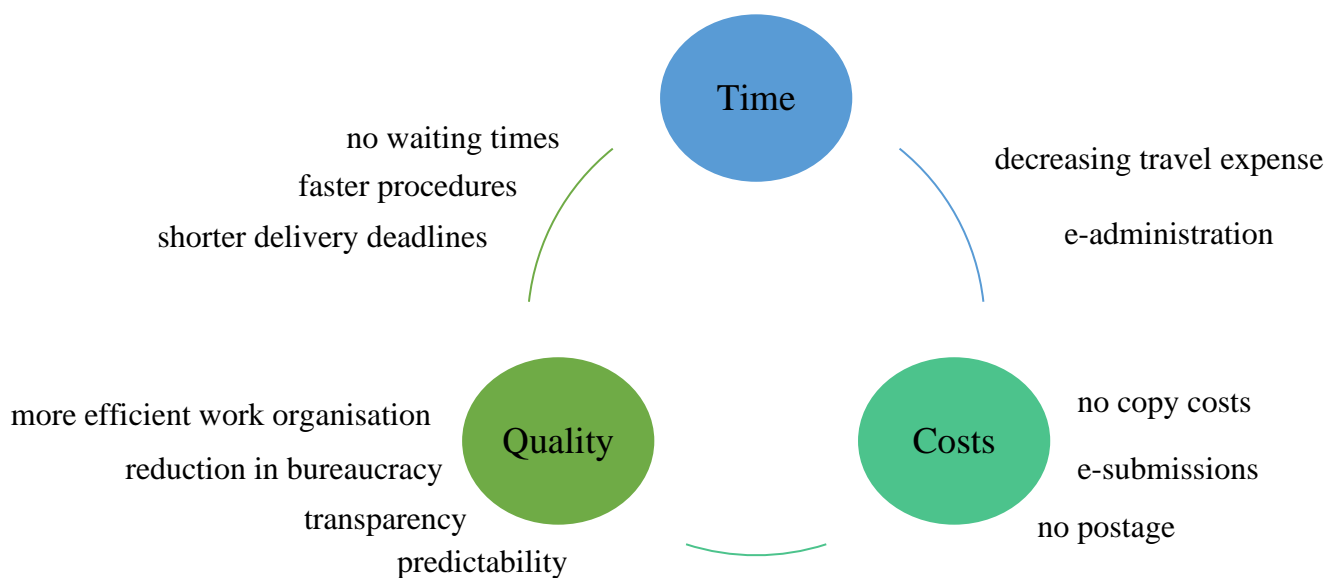 Time
no waiting times
faster procedures
shorter delivery deadlines
decreasing travel expense
e-administration
Quality
more efficient work organisation
reduction in bureaucracy
transparency
predictability
Costs
no copy costs
e-submissions
no postage